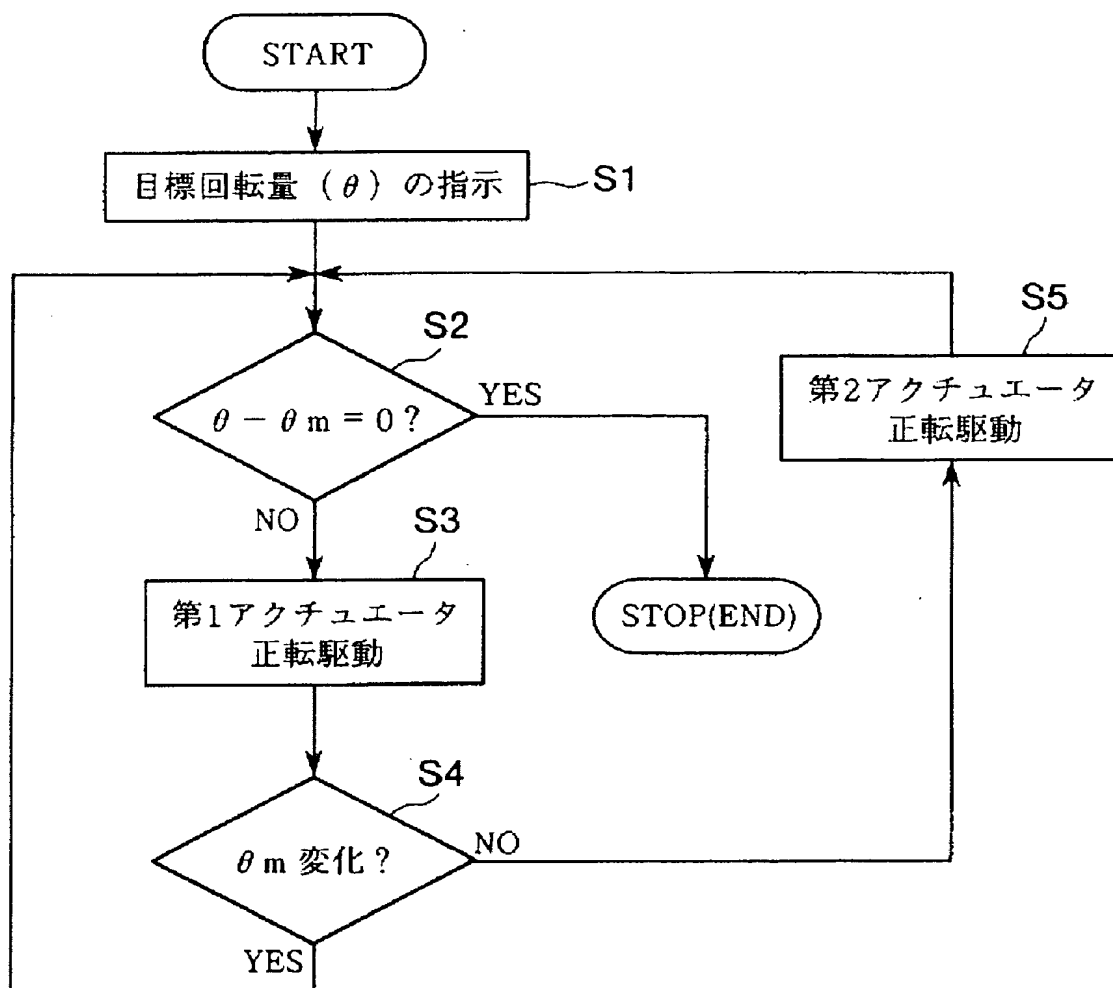 START
目標回転量(θ)の指示
S1
S2
θ − θm = 0 ?
YES
NO
S3
第1アクチュエータ
正転駆動
STOP(END)
S4
θm 変化?
NO
YES
S5
第2アクチュエータ
正転駆動